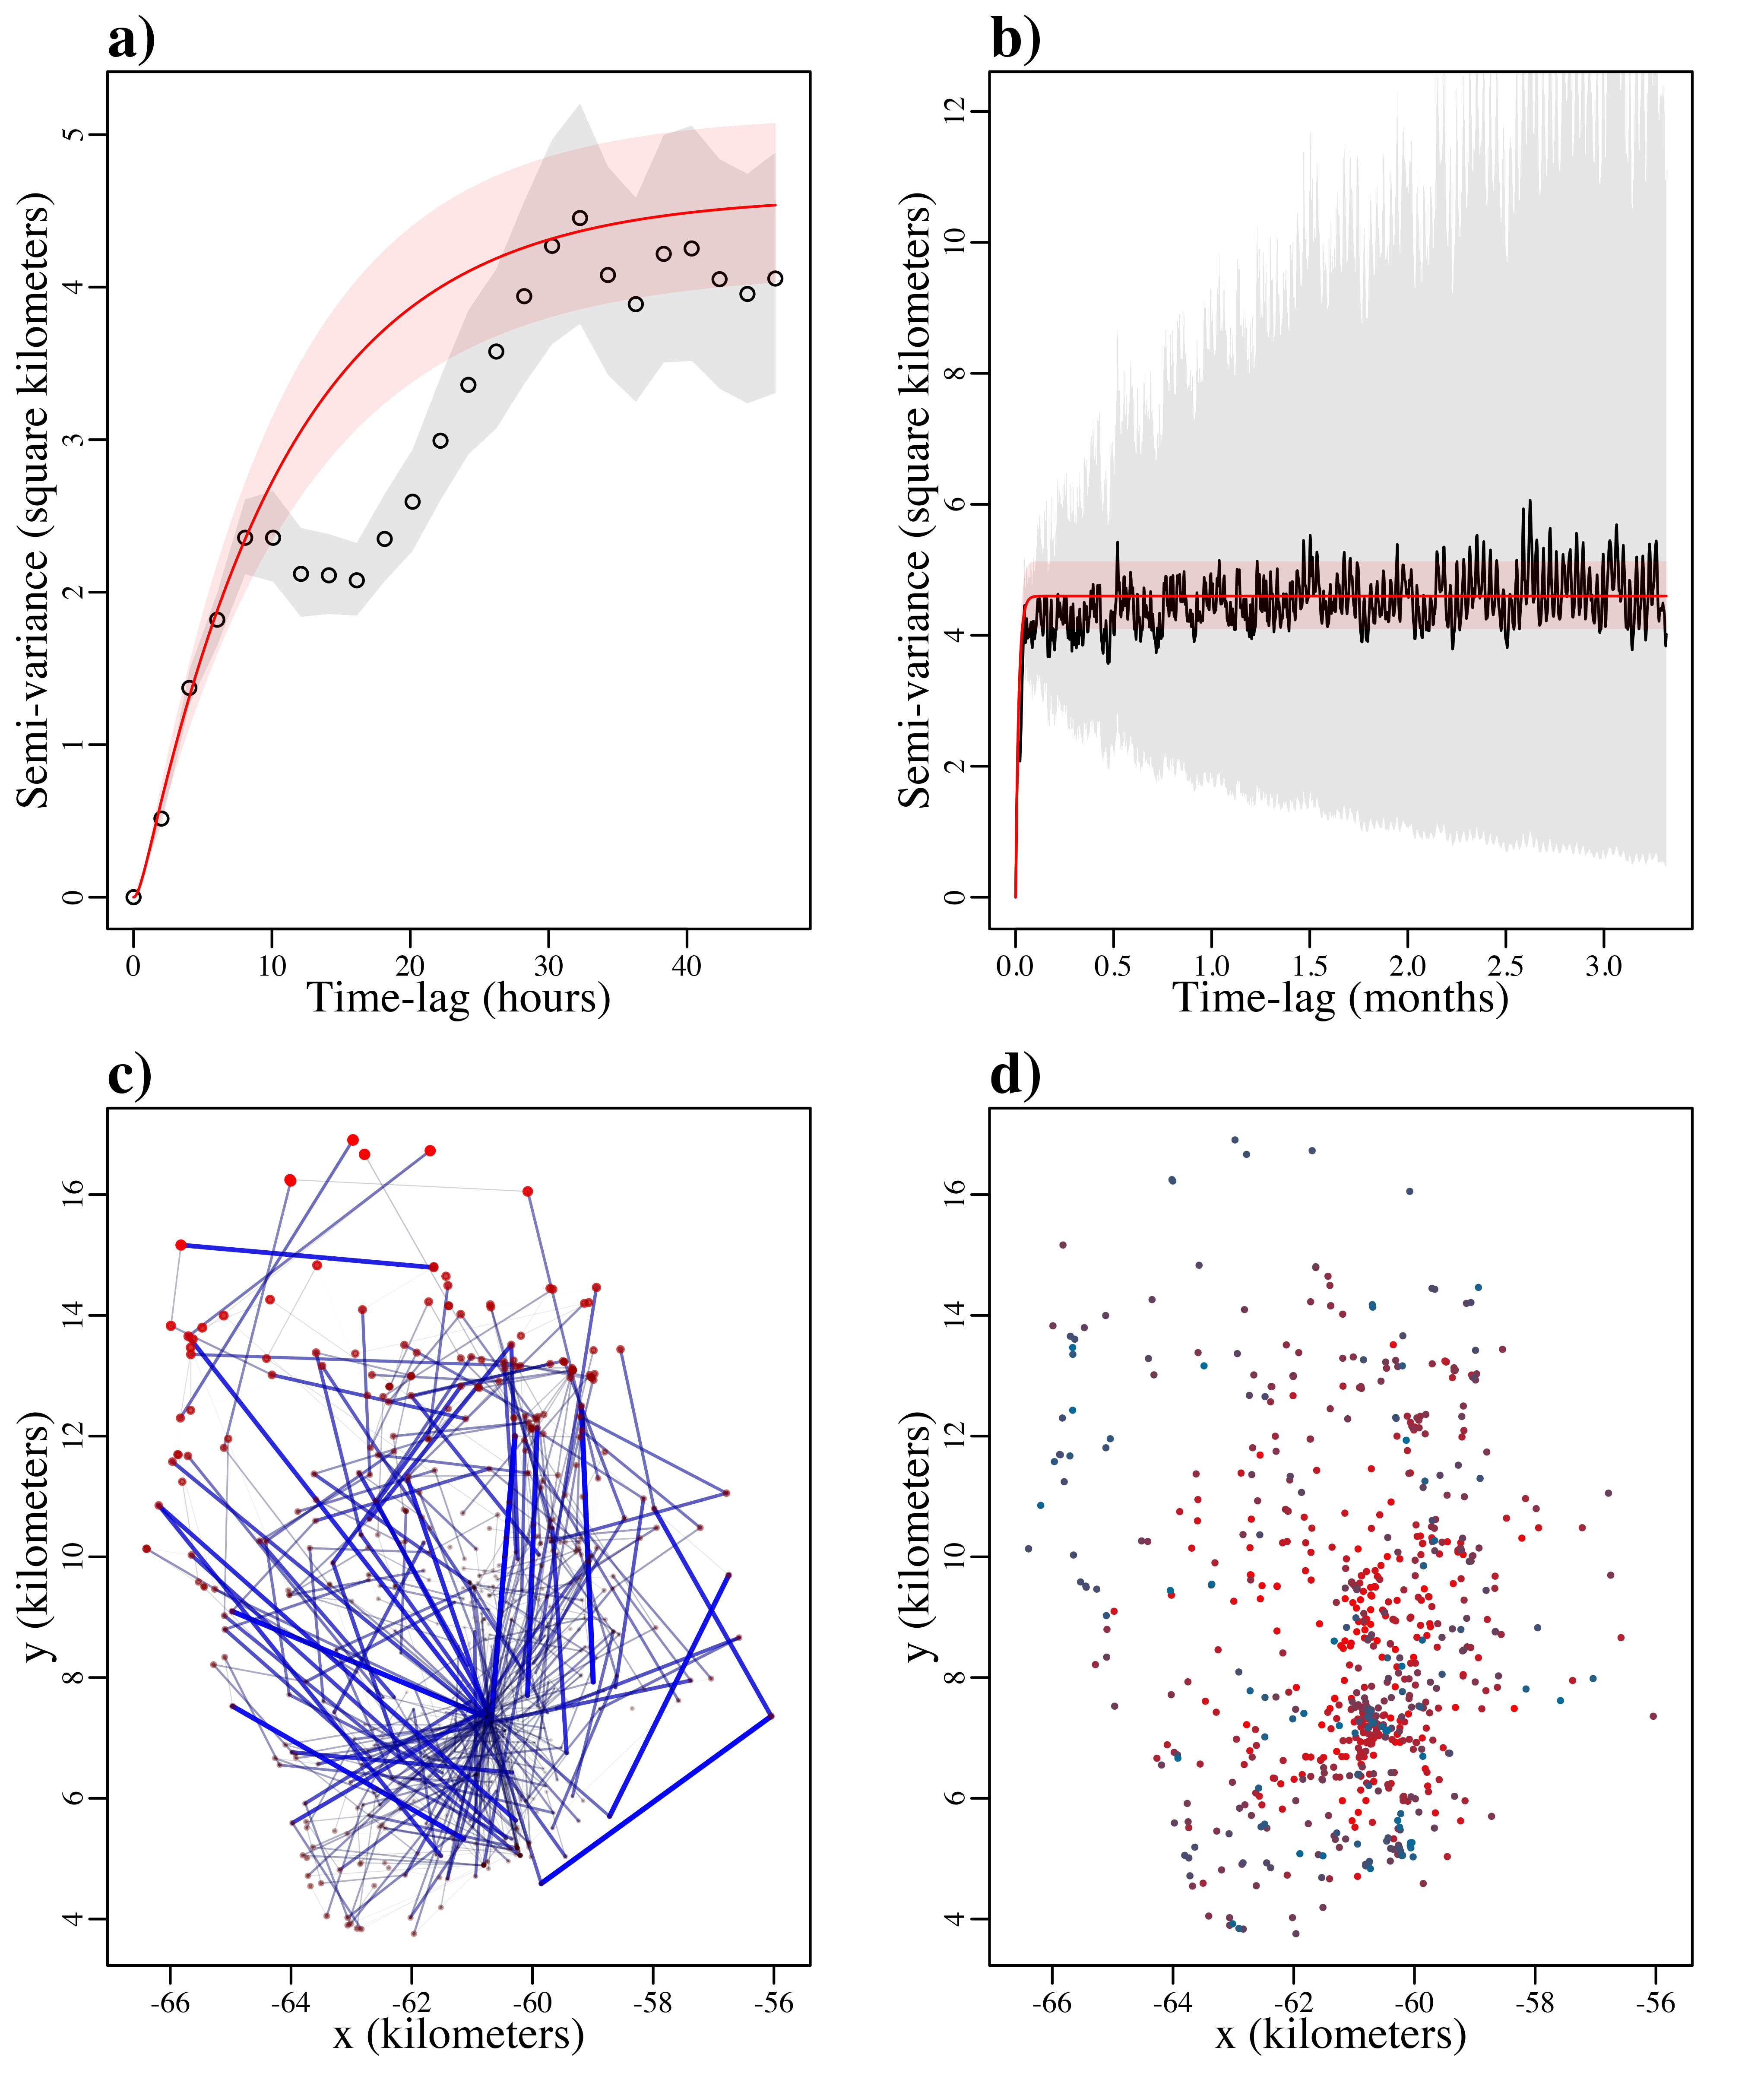 a)
Semi-variance (square kilometers)
5
4
3
2
1
0
0 10 20 30 40
Time-lag (hours)
b)
Semi-variance (square kilometers)
12
10
8
6
4
2
0
0.0 0.5 1.0 1.5 2.0 2.5 3.0
Time-lag (months)
c)
y (kilometers)
16
14
12
10
8
6
4
-66 -64 -62 -60 -58 -56
x (kilometers)
d)
y (kilometers)
16
14
12
10
8
6
4
-66 -64 -62 -60 -58 -56
x (kilometers)